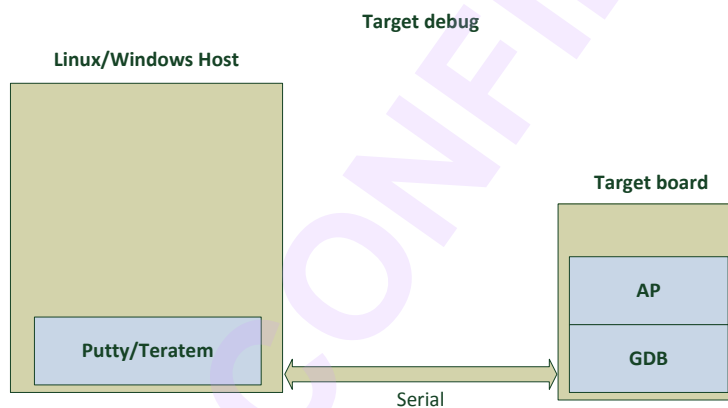 Target debug
Linux/Windows Host
Target board
AP
Putty/Teratem
GDB
Serial